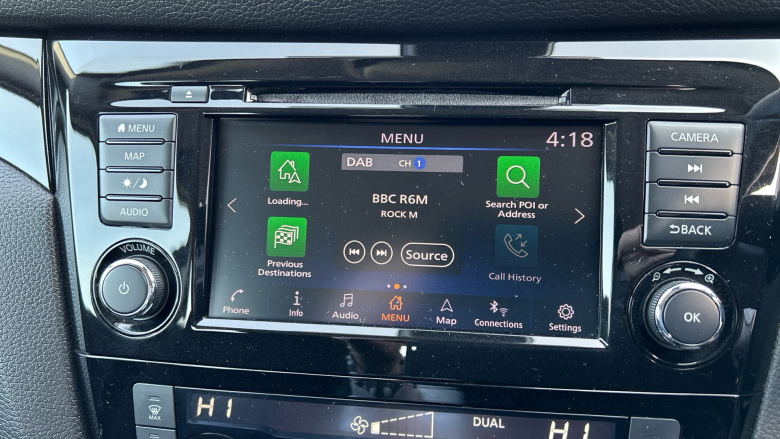 MENU
MAP
AUDIO
VOLUME
MENU
4:18
DAB CH 1
Loading...
BBC R6M
ROCK M
Search POI or
Address
Previous
Destinations
Source
Call History
Phone
Info
Audio
MENU
Map
Connections
Settings
CAMERA
BACK
OK
MAX
HI
DUAL
HI